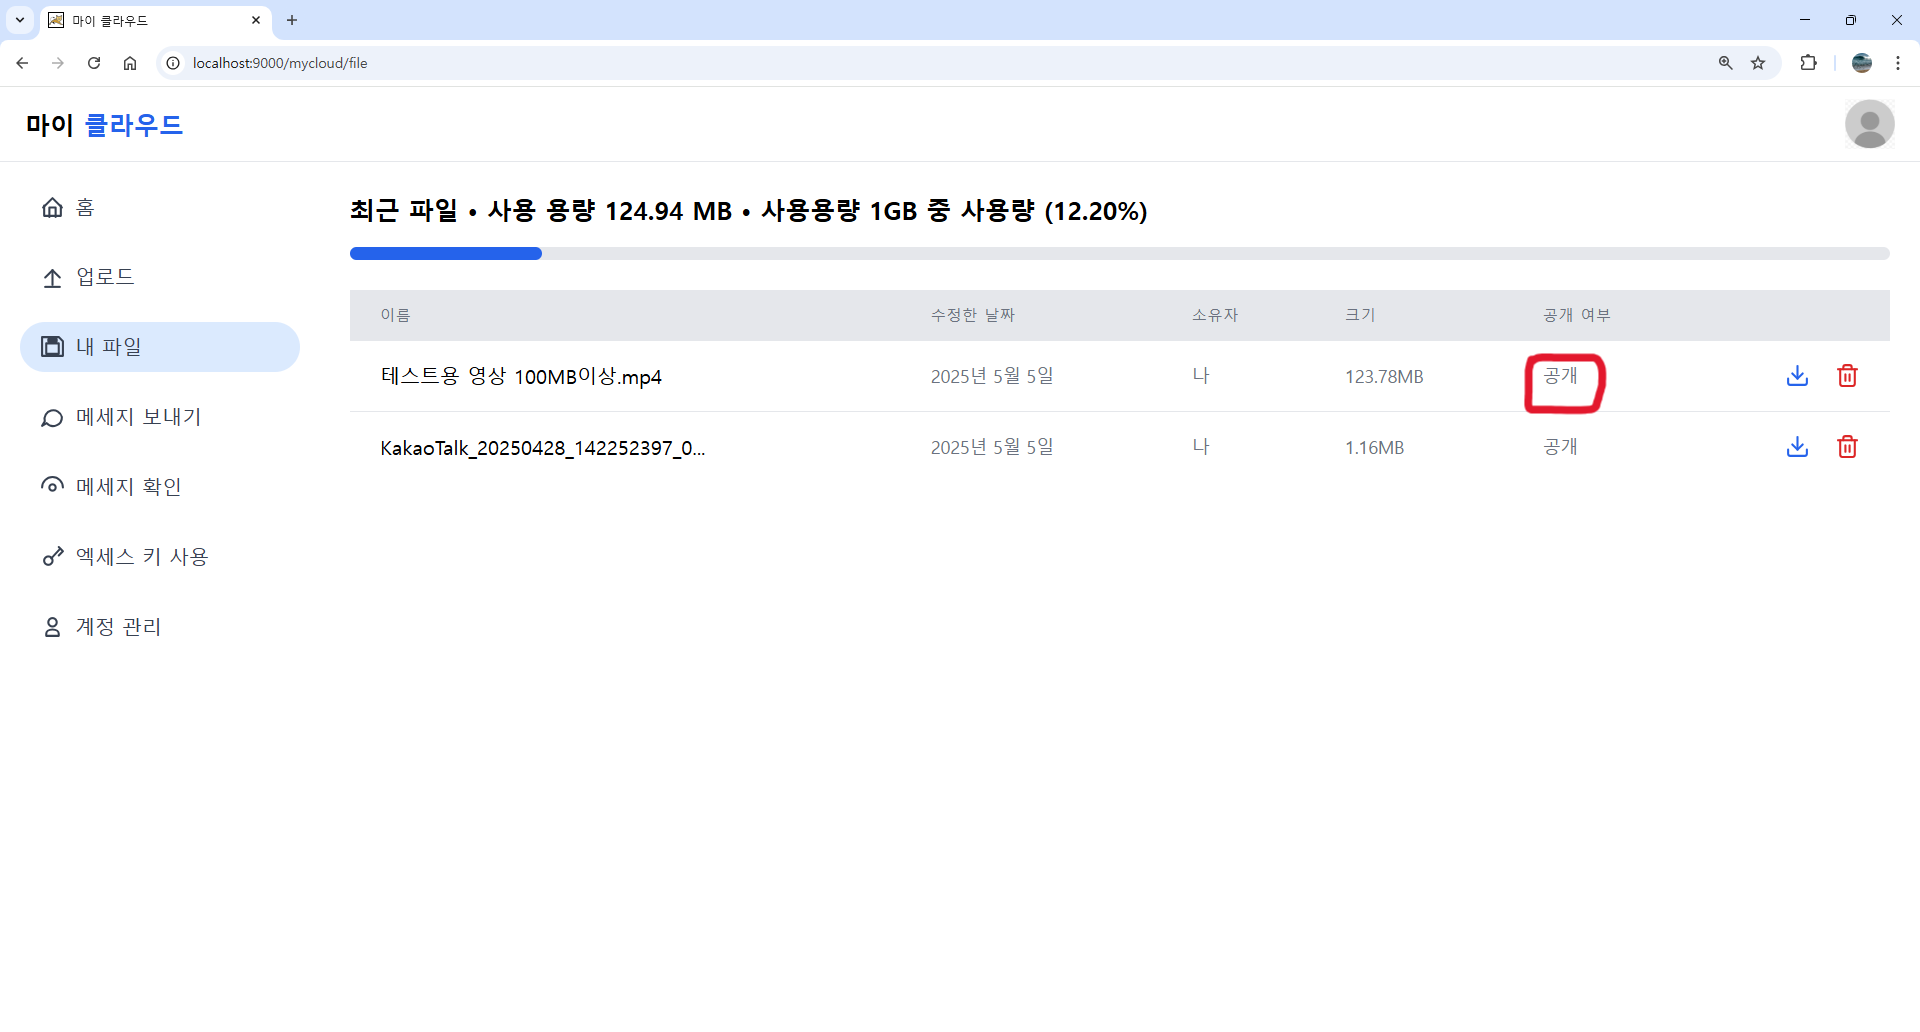 마이 클라우드
localhost:9000/mycloud/file
마이 클라우드
홈
업로드
내 파일
메세지 보내기
메세지 확인
엑세스 키 사용
계정 관리
최근 파일 • 사용 용량 124.94 MB • 사용용량 1GB 중 사용량 (12.20%)
이름 수정한 날짜 소유자 크기 공개 여부
테스트용 영상 100MB이상.mp4 2025년 5월 5일 나 123.78MB 공개
KakaoTalk_20250428_142252397_0... 2025년 5월 5일 나 1.16MB 공개